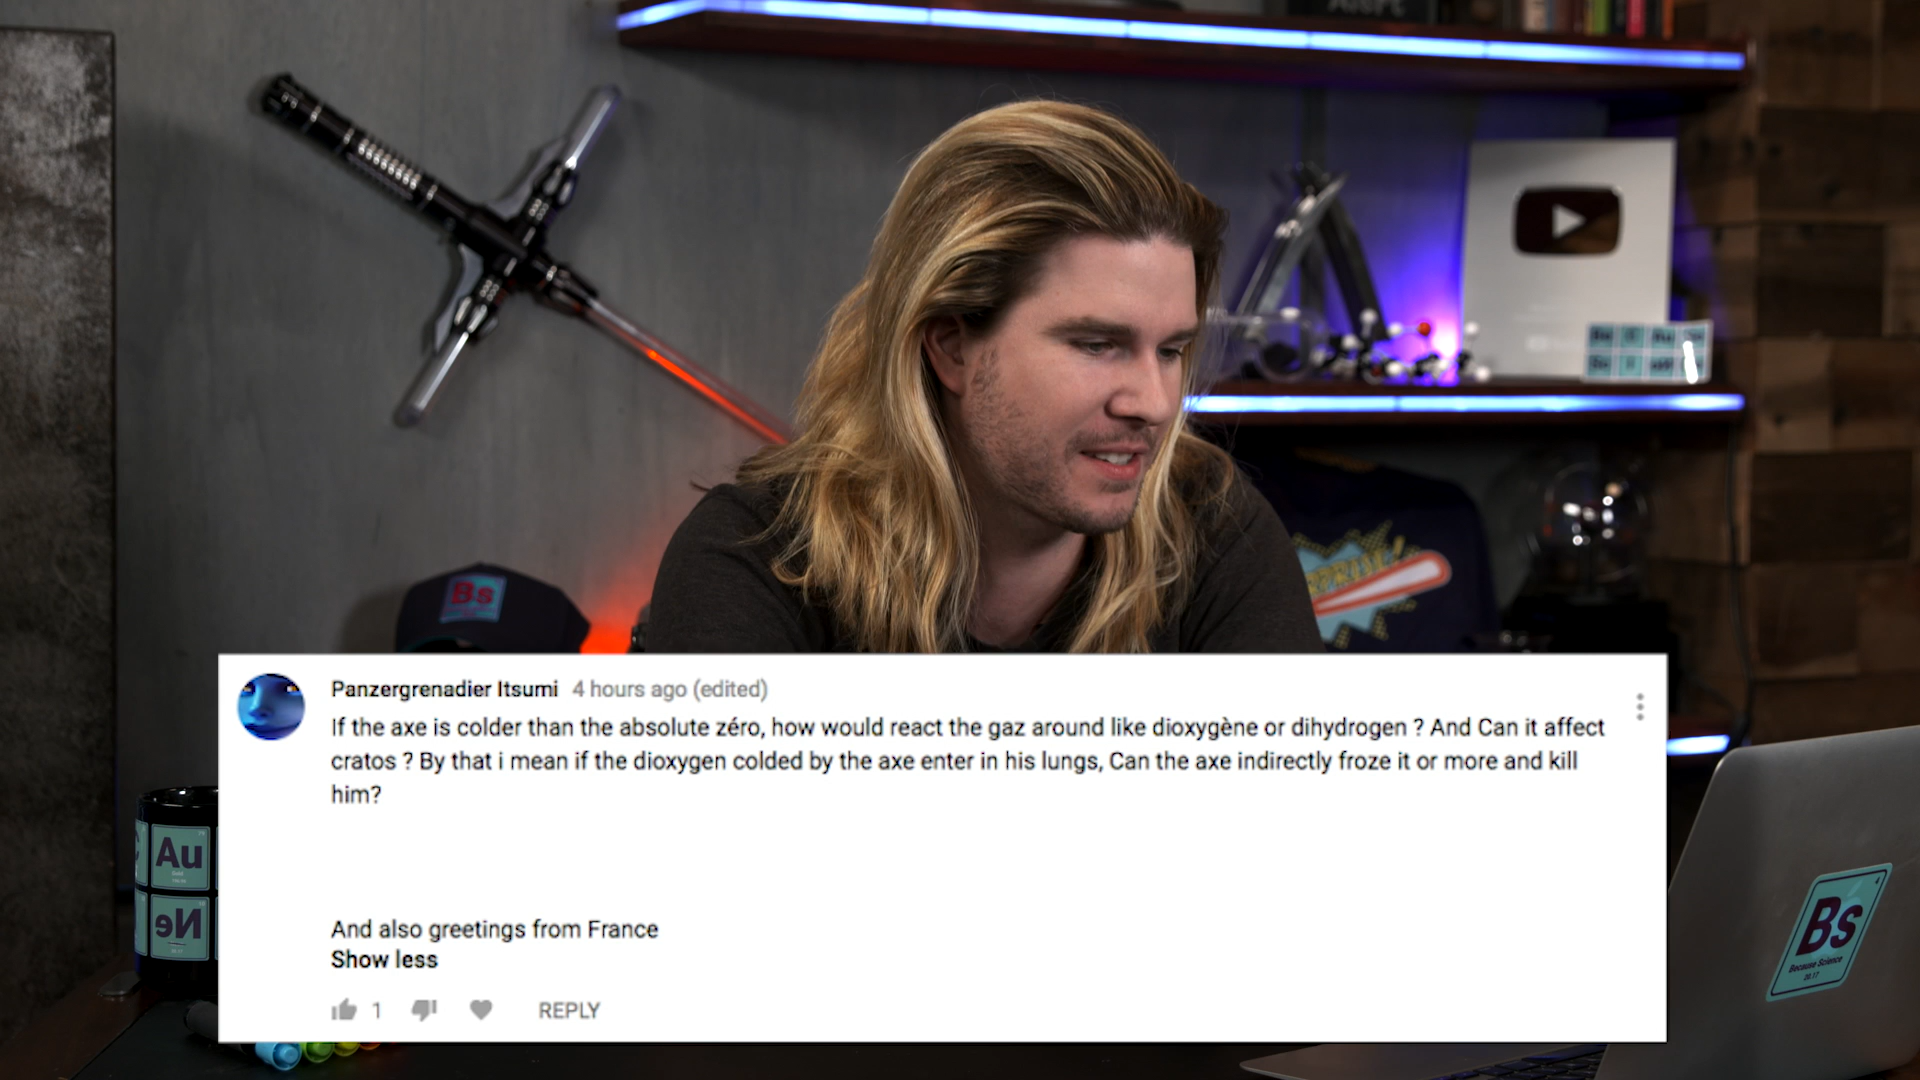 Bs
Panzergrenadier Itsumi 4 hours ago (edited)
If the axe is colder than the absolute zéro, how would react the gaz around like dioxygène or dihydrogen ? And Can it affect
cratos ? By that i mean if the dioxygen colded by the axe enter in his lungs, Can the axe indirectly froze it or more and kill
him?
And also greetings from France
Show less
1
REPLY
Au
Ne
Bs
Because Science